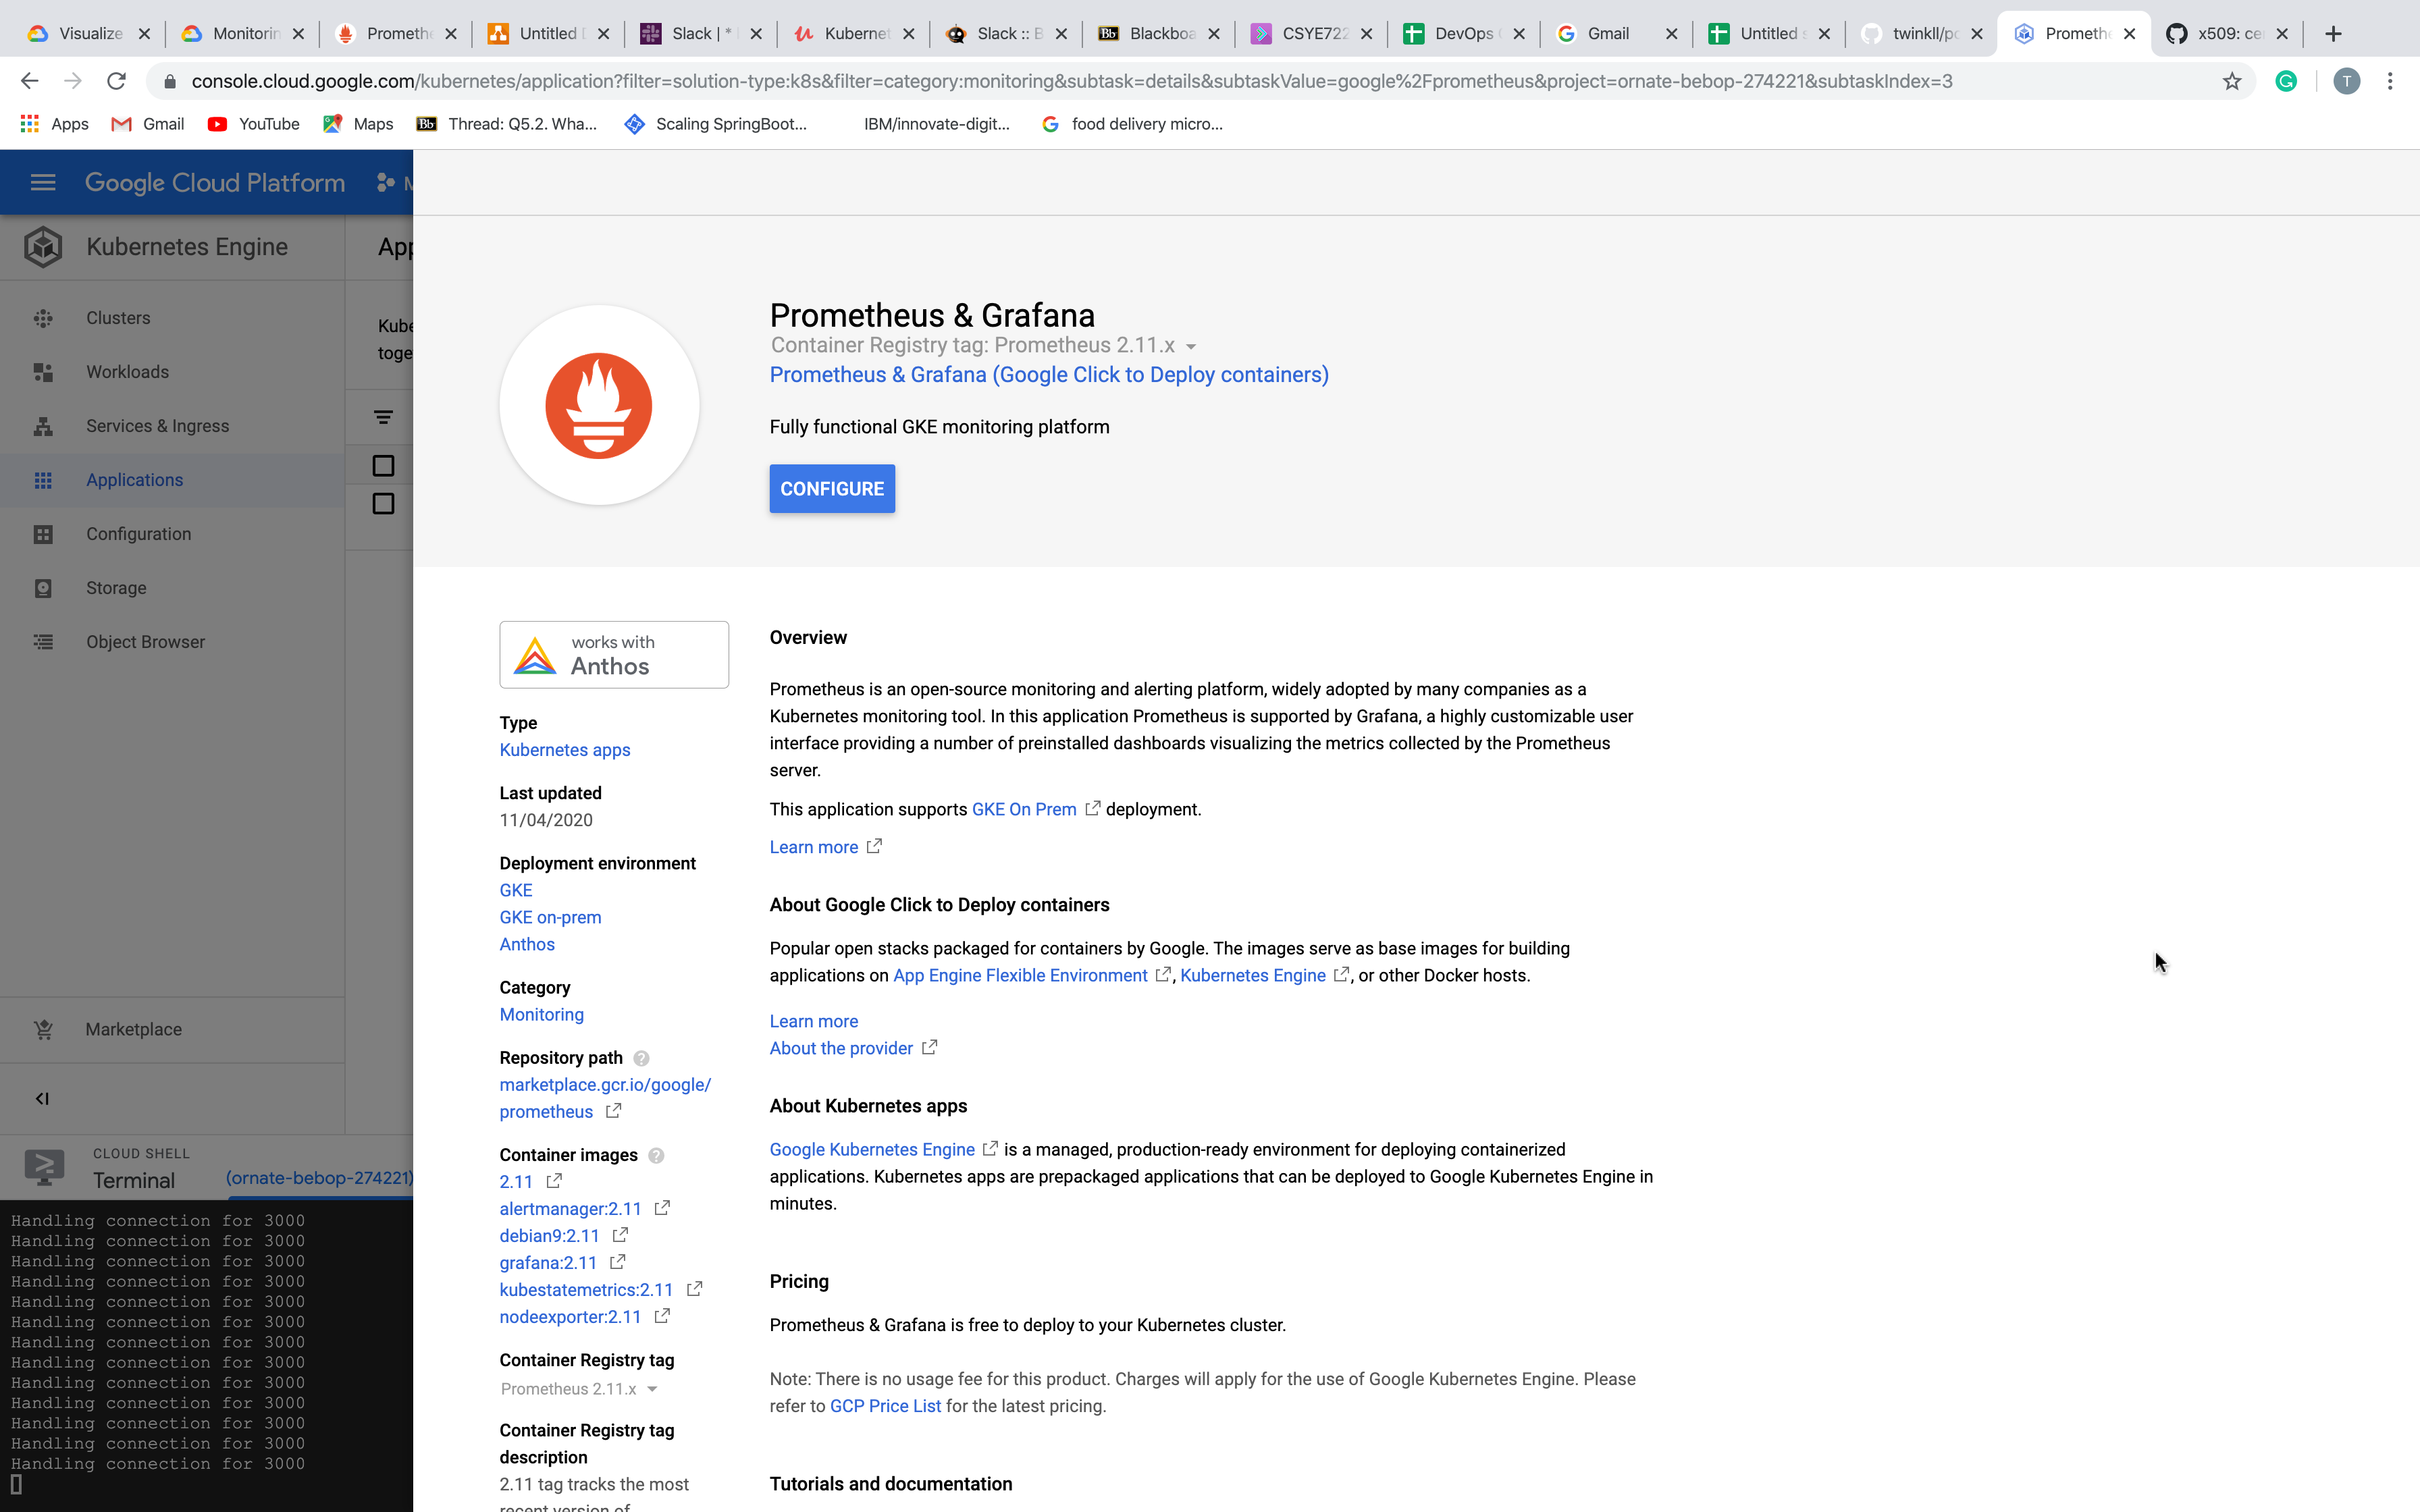 Visualize
Monitorin
Prometh
Untitled
Slack | *
Kubernet
Slack :: B
Blackboa
CSYE722
DevOps
Gmail
Untitled s
twinkll/po
Prometh
x509: ce
console.cloud.google.com/kubernetes/application?filter=solution-type:k8s&filter=category:monitoring&subtask=details&subtaskValue=google%2Fprometheus&project=ornate-bebop-274221&subtaskIndex=3
T
Apps
Gmail
YouTube
Maps
Bb
Thread: Q5.2. Wha...
Scaling SpringBoot...
IBM/innovate-digit...
food delivery micro...
Google Cloud Platform
Kubernetes Engine
App
Clusters
Workloads
Services & Ingress
Applications
Configuration
Storage
Object Browser
Marketplace
Kube
toge
CLOUD SHELL
Terminal
(ornate-bebop-274221)
Handling connection for 3000
Handling connection for 3000
Handling connection for 3000
Handling connection for 3000
Handling connection for 3000
Handling connection for 3000
Handling connection for 3000
Handling connection for 3000
Handling connection for 3000
Handling connection for 3000
Handling connection for 3000
Handling connection for 3000
Handling connection for 3000
Prometheus & Grafana
Container Registry tag: Prometheus 2.11.x
Prometheus & Grafana (Google Click to Deploy containers)
Fully functional GKE monitoring platform
CONFIGURE
works with
Anthos
Type
Kubernetes apps
Last updated
11/04/2020
Deployment environment
GKE
GKE on-prem
Anthos
Category
Monitoring
Repository path
marketplace.gcr.io/google/
prometheus
Container images
2.11
alertmanager:2.11
debian9:2.11
grafana:2.11
kubestatemetrics:2.11
nodeexporter:2.11
Container Registry tag
Prometheus 2.11.x
Container Registry tag
description
2.11 tag tracks the most
recent version of
Overview
Prometheus is an open-source monitoring and alerting platform, widely adopted by many companies as a
Kubernetes monitoring tool. In this application Prometheus is supported by Grafana, a highly customizable user
interface providing a number of preinstalled dashboards visualizing the metrics collected by the Prometheus
server.
This application supports GKE On Prem deployment.
Learn more
About Google Click to Deploy containers
Popular open stacks packaged for containers by Google. The images serve as base images for building
applications on App Engine Flexible Environment , Kubernetes Engine , or other Docker hosts.
Learn more
About the provider
About Kubernetes apps
Google Kubernetes Engine is a managed, production-ready environment for deploying containerized
applications. Kubernetes apps are prepackaged applications that can be deployed to Google Kubernetes Engine in
minutes.
Pricing
Prometheus & Grafana is free to deploy to your Kubernetes cluster.
Note: There is no usage fee for this product. Charges will apply for the use of Google Kubernetes Engine. Please
refer to GCP Price List for the latest pricing.
Tutorials and documentation